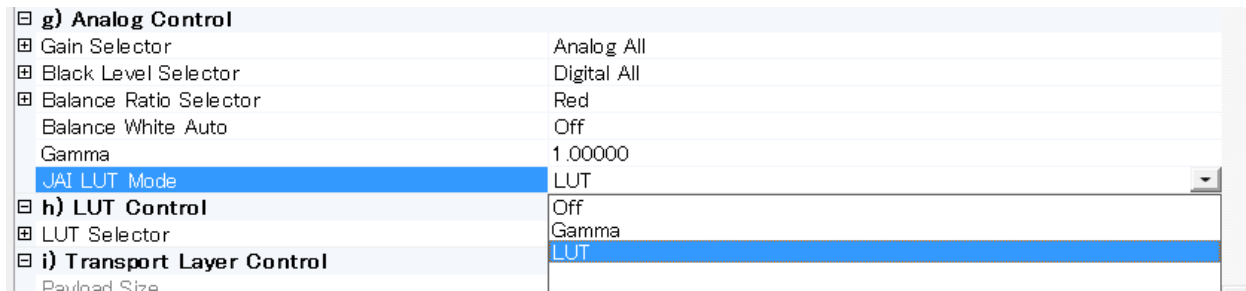 g) Analog Control
Gain Selector Analog All
Black Level Selector Digital All
Balance Ratio Selector Red
Balance White Auto Off
Gamma 1.00000
JAI LUT Mode LUT
h) LUT Control Off
LUT Selector Gamma
LUT
i) Transport Layer Control
Payload Size